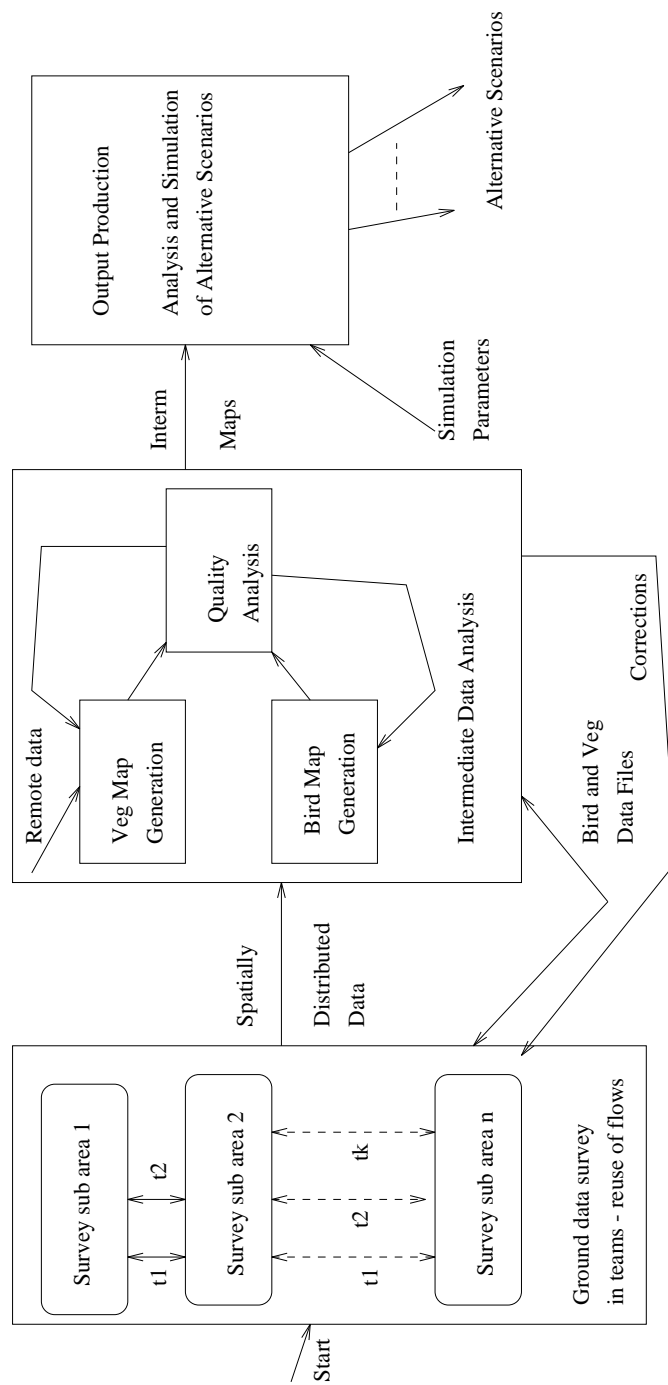 Start
Survey sub area 1
t1
t2
Survey sub area 2
t1
t2
tk
Survey sub area n
Ground data survey
in teams - reuse of flows
Spatially
Distributed
Data
Remote data
Veg Map
Generation
Bird Map
Generation
Quality
Analysis
Intermediate Data Analysis
Bird and Veg
Data Files
Corrections
Interm
Maps
Simulation
Parameters
Output Production
Analysis and Simulation
of Alternative Scenarios
Alternative Scenarios